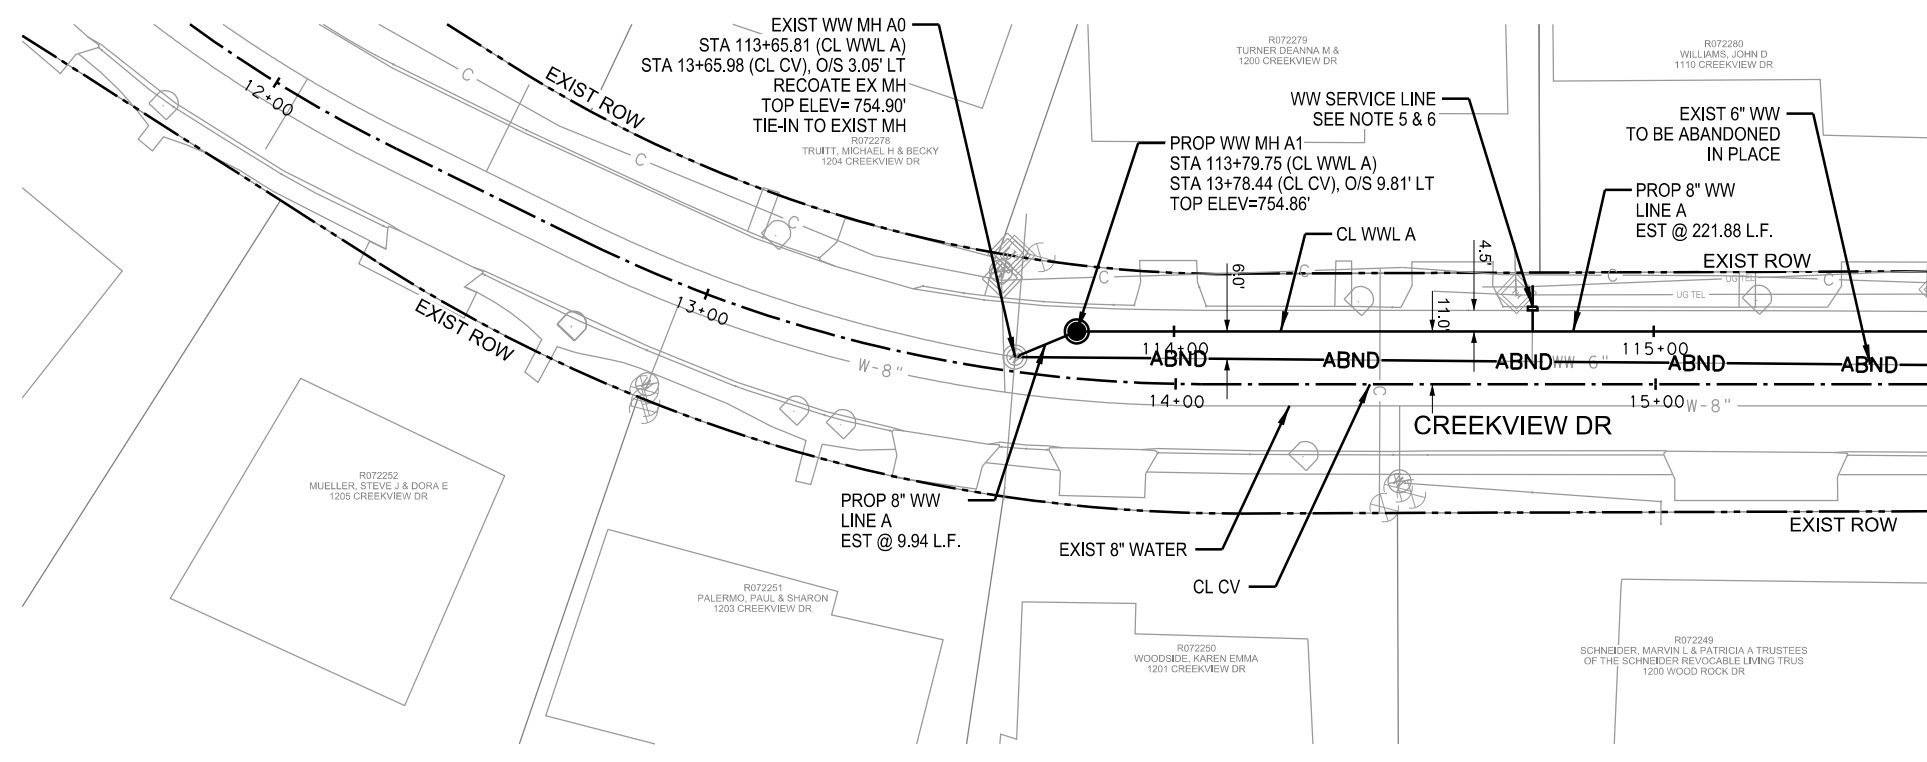 EXIST WW MH A0
STA 113+65.81 (CL WWL A)
STA 13+65.98 (CL CV), O/S 3.05' LT
RECOATE EX MH
TOP ELEV= 754.90'
TIE-IN TO EXIST MH
R072278
TRUITT, MICHAEL H & BECKY
1204 CREEKVIEW DR
R072279
TURNER DEANNA M &
1200 CREEKVIEW DR
R072280
WILLIAMS, JOHN D
1110 CREEKVIEW DR
WW SERVICE LINE
SEE NOTE 5 & 6
EXIST 6" WW
TO BE ABANDONED
IN PLACE
PROP WW MH A1
STA 113+79.75 (CL WWL A)
STA 13+78.44 (CL CV), O/S 9.81' LT
TOP ELEV=754.86'
PROP 8" WW
LINE A
EST @ 221.88 L.F.
CL WWL A
EXIST ROW
C
C
C
12+00
13+00
EXIST ROW
EXIST ROW
C
C
C
C
UG TEL
UG TEL
6.0'
4.5'
11.0'
114+00
115+00
ABND
ABND
ABND
WW 6"
ABND
ABND
W-8"
14+00
15+00
W-8"
C
CREEKVIEW DR
R072252
MUELLER, STEVE J & DORA E
1205 CREEKVIEW DR
PROP 8" WW
LINE A
EST @ 9.94 L.F.
EXIST 8" WATER
CL CV
EXIST ROW
R072251
PALERMO, PAUL & SHARON
1203 CREEKVIEW DR
R072250
WOODSIDE, KAREN EMMA
1201 CREEKVIEW DR
R072249
SCHNEIDER, MARVIN L & PATRICIA A TRUSTEES
OF THE SCHNEIDER REVOCABLE LIVING TRUS
1200 WOOD ROCK DR